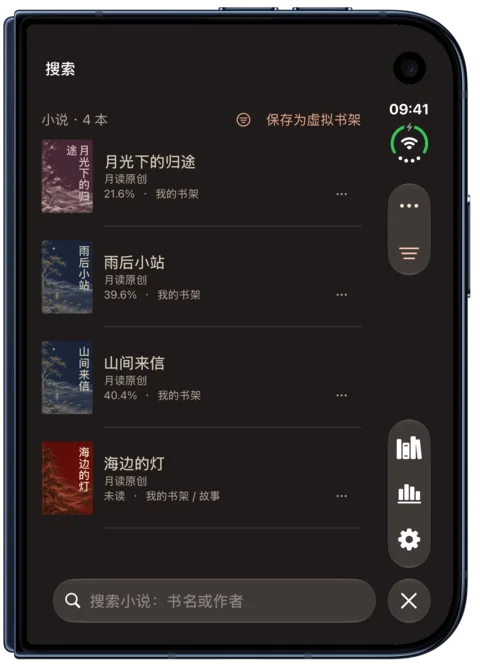 搜索
09:41
小说 · 4 本
保存为虚拟书架
月光下的归途
月光下的归途
月读原创
21.6% · 我的书架
雨后小站
雨后小站
月读原创
39.6% · 我的书架
山间来信
山间来信
月读原创
40.4% · 我的书架
海边的灯
海边的灯
月读原创
未读 · 我的书架 / 故事
搜索小说：书名或作者